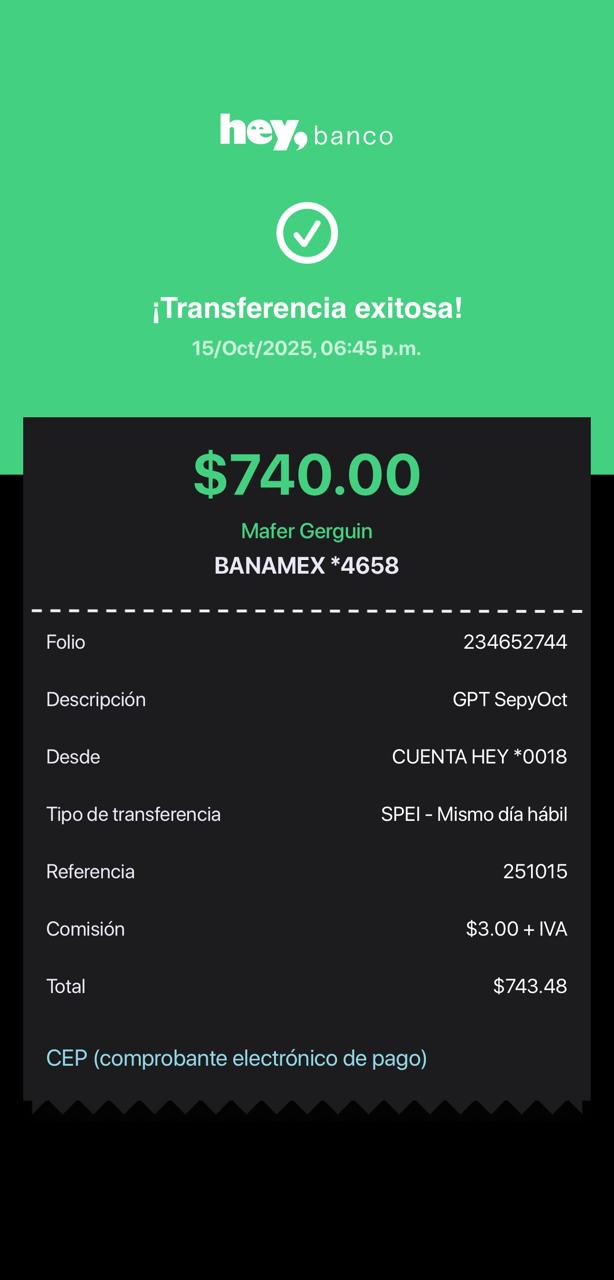 hey, banco
¡Transferencia exitosa!
15/Oct/2025, 06:45 p.m.
$740.00
Mafer Gerguin
BANAMEX *4658
Folio 234652744
Descripción GPT SepyOct
Desde CUENTA HEY *0018
Tipo de transferencia SPEI - Mismo día hábil
Referencia 251015
Comisión $3.00 + IVA
Total $743.48
CEP (comprobante electrónico de pago)